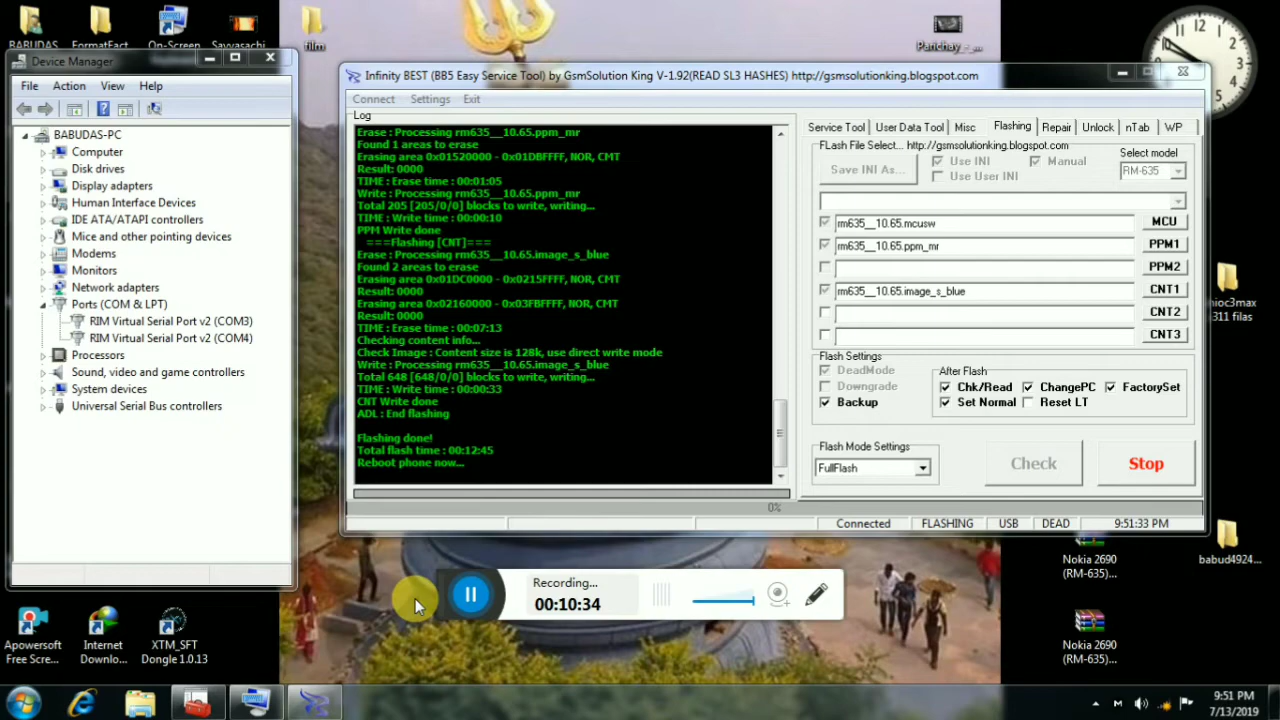 BABUDAS
FormatFact
On-Screen
Savyasachi
film
Parichay - ...
Device Manager
File Action View Help
BABUDAS-PC
Computer
Disk drives
Display adapters
Human Interface Devices
IDE ATA/ATAPI controllers
Mice and other pointing devices
Modems
Monitors
Network adapters
Ports (COM & LPT)
RIM Virtual Serial Port v2 (COM3)
RIM Virtual Serial Port v2 (COM4)
Processors
Sound, video and game controllers
System devices
Universal Serial Bus controllers
Infinity BEST (BB5 Easy Service Tool) by GsmSolution King V-1.92(READ SL3 HASHES) http://gsmsolutionking.blogspot.com
Connect Settings Exit
Log
Erase : Processing rm635__10.65.ppm_mr
Found 1 areas to erase
Erasing area 0x01520000 - 0x01DBFFFF, NOR, CMT
Result: 0000
TIME : Erase time : 00:01:05
Write : Processing rm635__10.65.ppm_mr
Total 205 [205/0/0] blocks to write, writing...
TIME : Write time : 00:00:10
PPM Write done
===Flashing [CNT]===
Erase : Processing rm635__10.65.image_s_blue
Found 2 areas to erase
Erasing area 0x01DC0000 - 0x0215FFFF, NOR, CMT
Result: 0000
Erasing area 0x02160000 - 0x03FBFFFF, NOR, CMT
Result: 0000
TIME : Erase time : 00:07:13
Checking content info...
Check Image : Content size is 128k, use direct write mode
Write : Processing rm635__10.65.image_s_blue
Total 648 [648/0/0] blocks to write, writing...
TIME : Write time : 00:00:33
CNT Write done
ADL : End flashing
Flashing done!
Total flash time : 00:12:45
Reboot phone now...
Service Tool User Data Tool Misc Flashing Repair Unlock nTab WP
FLash File Select... http://gsmsolutionking.blogspot.com
Save INI As...
Use INI
Manual
Use User INI
Select model
RM-635
rm635__10.65.mcusw MCU
rm635__10.65.ppm_mr PPM1
PPM2
rm635__10.65.image_s_blue CNT1
CNT2
CNT3
Flash Settings
DeadMode
Downgrade
Backup
After Flash
Chk/Read ChangePC FactorySet
Set Normal Reset LT
Flash Mode Settings
FullFlash
Check
Stop
0%
Connected FLASHING USB DEAD 9:51:33 PM
Recording...
00:10:34
mioc3max
311 filas
babud4924...
Nokia 2690
(RM-635)...
Nokia 2690
(RM-635)...
Apowersoft
Free Scre...
Internet
Downlo...
XTM_SFT
Dongle 1.0.13
9:51 PM
7/13/2019